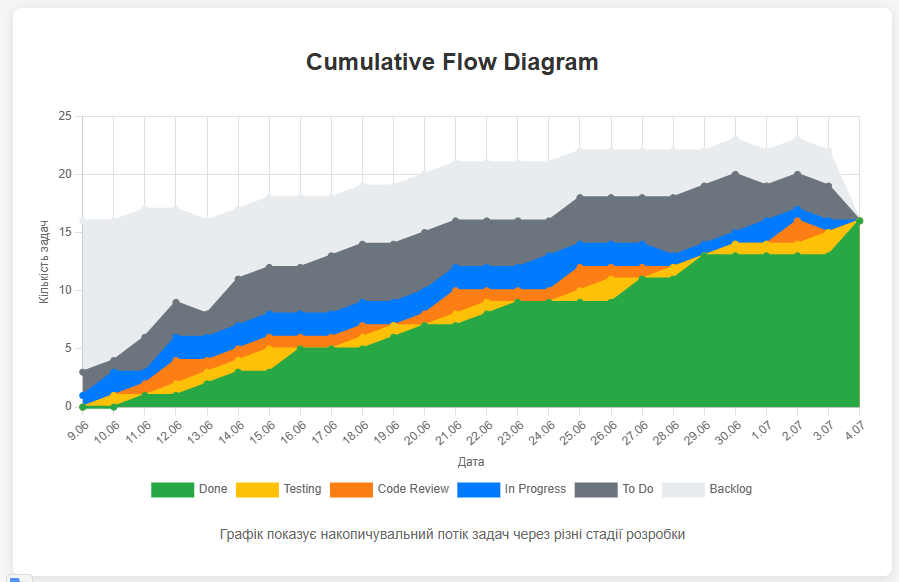 Cumulative Flow Diagram
25
20
15
10
5
0
Кількість задач
9.06 10.06 11.06 12.06 13.06 14.06 15.06 16.06 17.06 18.06 19.06 20.06 21.06 22.06 23.06 24.06 25.06 26.06 27.06 28.06 29.06 30.06 1.07 2.07 3.07 4.07
Дата
Done Testing Code Review In Progress To Do Backlog
Графік показує накопичувальний потік задач через різні стадії розробки